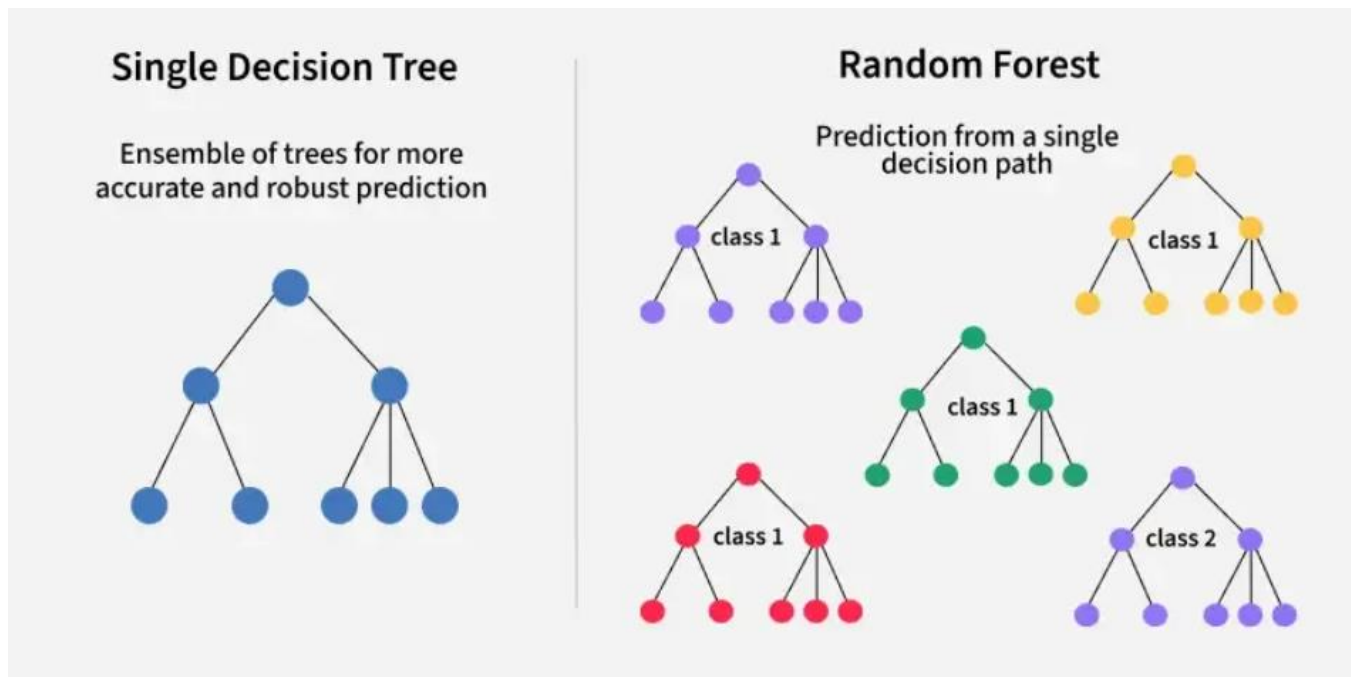 Single Decision Tree
Ensemble of trees for more
accurate and robust prediction
Random Forest
Prediction from a single
decision path
class 1
class 1
class 1
class 1
class 2